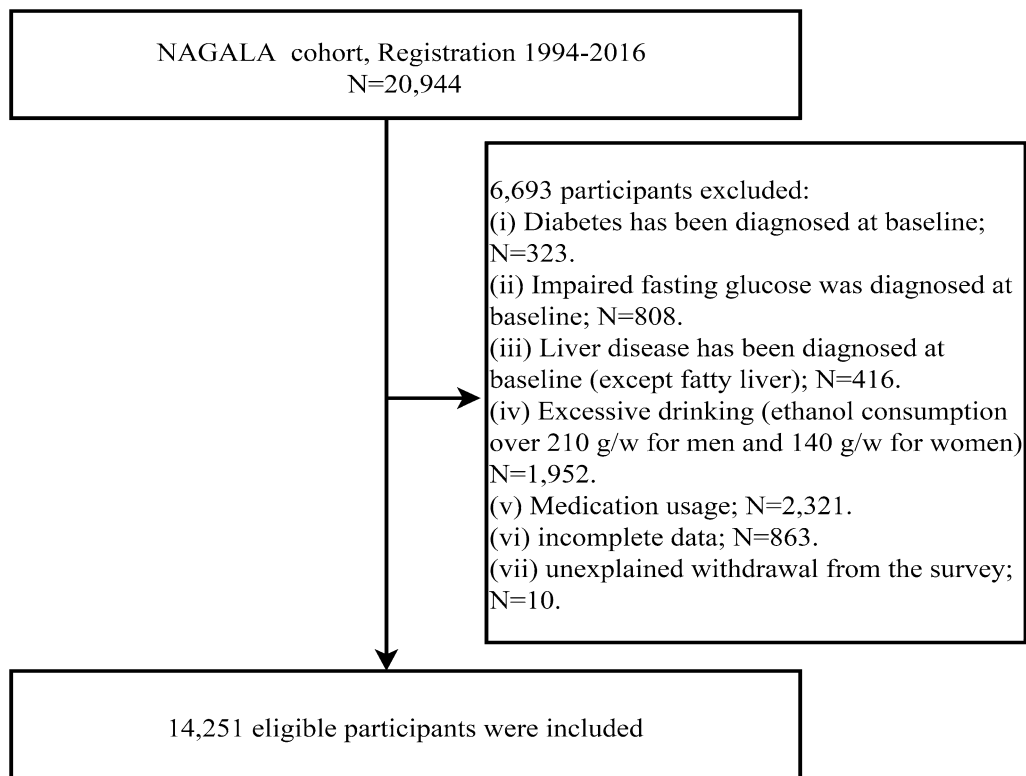 NAGALA cohort, Registration 1994-2016
N=20,944
6,693 participants excluded:
(i) Diabetes has been diagnosed at baseline;
N=323.
(ii) Impaired fasting glucose was diagnosed at
baseline; N=808.
(iii) Liver disease has been diagnosed at
baseline (except fatty liver); N=416.
(iv) Excessive drinking (ethanol consumption
over 210 g/w for men and 140 g/w for women)
N=1,952.
(v) Medication usage; N=2,321.
(vi) incomplete data; N=863.
(vii) unexplained withdrawal from the survey;
N=10.
14,251 eligible participants were included